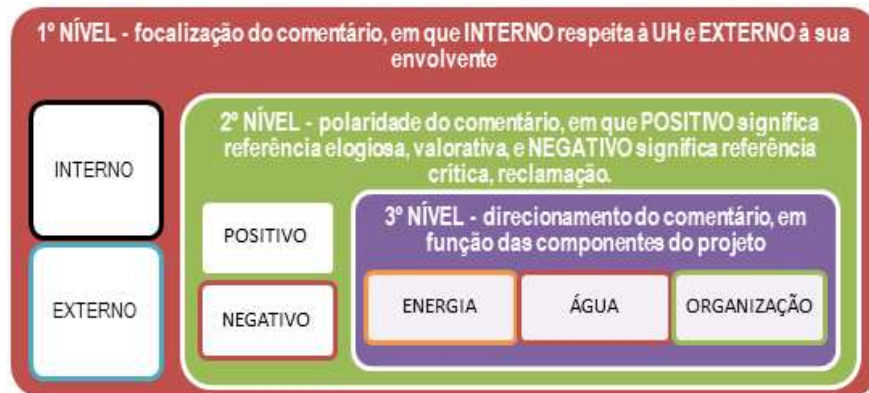 1º NÍVEL - focalização do comentário, em que INTERNO respeita à UH e EXTERNO à sua
envolvente
INTERNO
EXTERNO
2º NÍVEL - polaridade do comentário, em que POSITIVO significa
referência elogiosa, valorativa, e NEGATIVO significa referência
crítica, reclamação.
POSITIVO
NEGATIVO
3º NÍVEL - direcionamento do comentário, em
função das componentes do projeto
ENERGIA
ÁGUA
ORGANIZAÇÃO